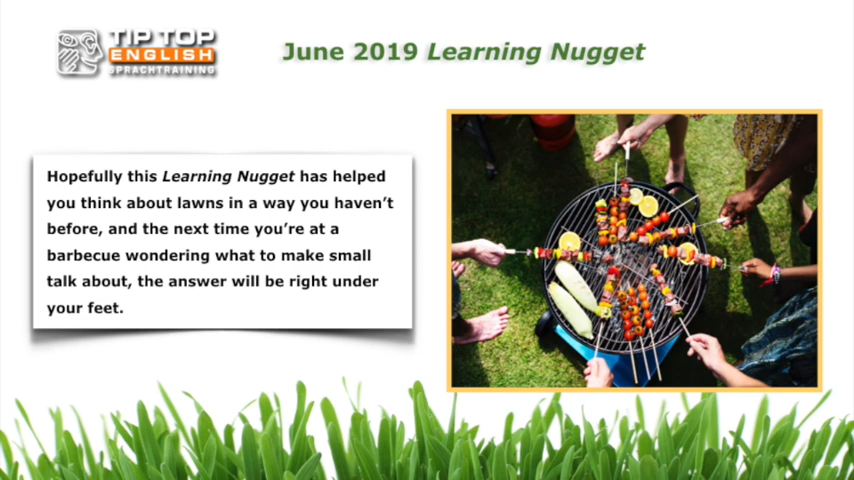 TIP TOP
ENGLISH
SPRACHTRAINING
June 2019 Learning Nugget
Hopefully this Learning Nugget has helped
you think about lawns in a way you haven't
before, and the next time you're at a
barbecue wondering what to make small
talk about, the answer will be right under
your feet.